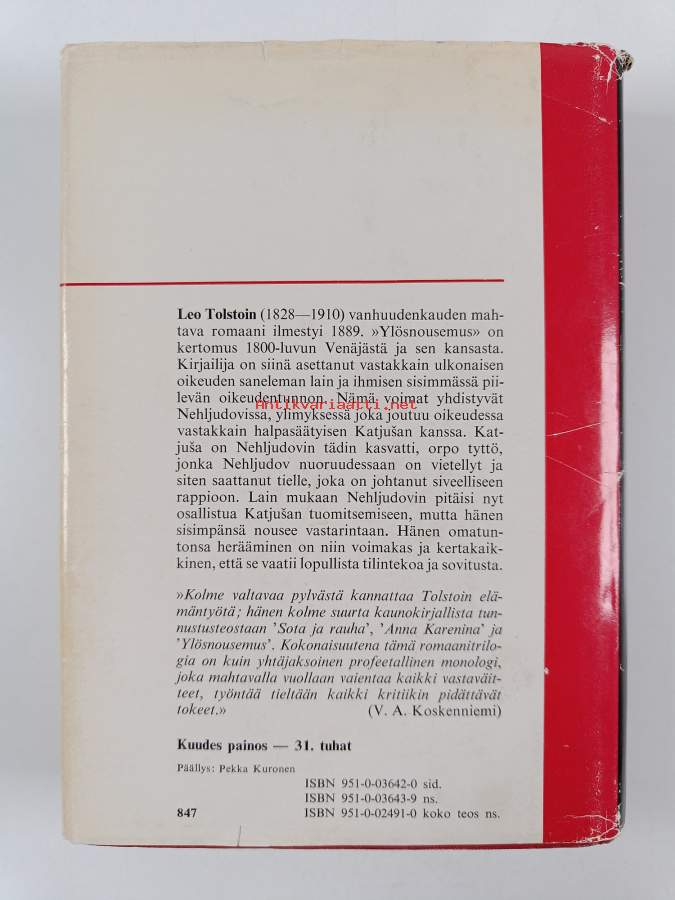 Leo Tolstoin (1828—1910) vanhuudenkauden mah-
tava romaani ilmestyi 1889. »Ylösnousemus» on
kertomus 1800-luvun Venäjästä ja sen kansasta.
Kirjailija on siinä asettanut vastakkain ulkonaisen
oikeuden saneleman lain ja ihmisen sisimmässä pii-
levän oikeudentunnon. Nämä voimat yhdistyvät
Antikvariaatti.net
Nehljudovissa, ylimyksessä joka joutuu oikeudessa
vastakkain halpasäätyisen Katjušan kanssa. Kat-
juša on Nehljudovin tädin kasvatti, orpo tyttö,
jonka Nehljudov nuoruudessaan on vietellyt ja
siten saattanut tielle, joka on johtanut siveelliseen
rappioon. Lain mukaan Nehljudovin pitäisi nyt
osallistua Katjušan tuomitsemiseen, mutta hänen
sisimpänsä nousee vastarintaan. Hänen omatun-
tonsa herääminen on niin voimakas ja kertakaik-
kinen, että se vaatii lopullista tilintekoa ja sovitusta.
»Kolme valtavaa pylvästä kannattaa Tolstoin elä-
mäntyötä; hänen kolme suurta kaunokirjallista tun-
nustusteostaan 'Sota ja rauha', 'Anna Karenina' ja
'Ylösnousemus'. Kokonaisuutena tämä romaanitrilo-
gia on kuin yhtäjaksoinen profeetallinen monologi,
joka mahtavalla vuollaan vaientaa kaikki vastaväit-
teet, työntää tieltään kaikki kritiikin pidättävät
tokeet.» (V. A. Koskenniemi)
Kuudes painos — 31. tuhat
Päällys: Pekka Kuronen
ISBN 951-0-03642-0 sid.
ISBN 951-0-03643-9 ns.
847 ISBN 951-0-02491-0 koko teos ns.